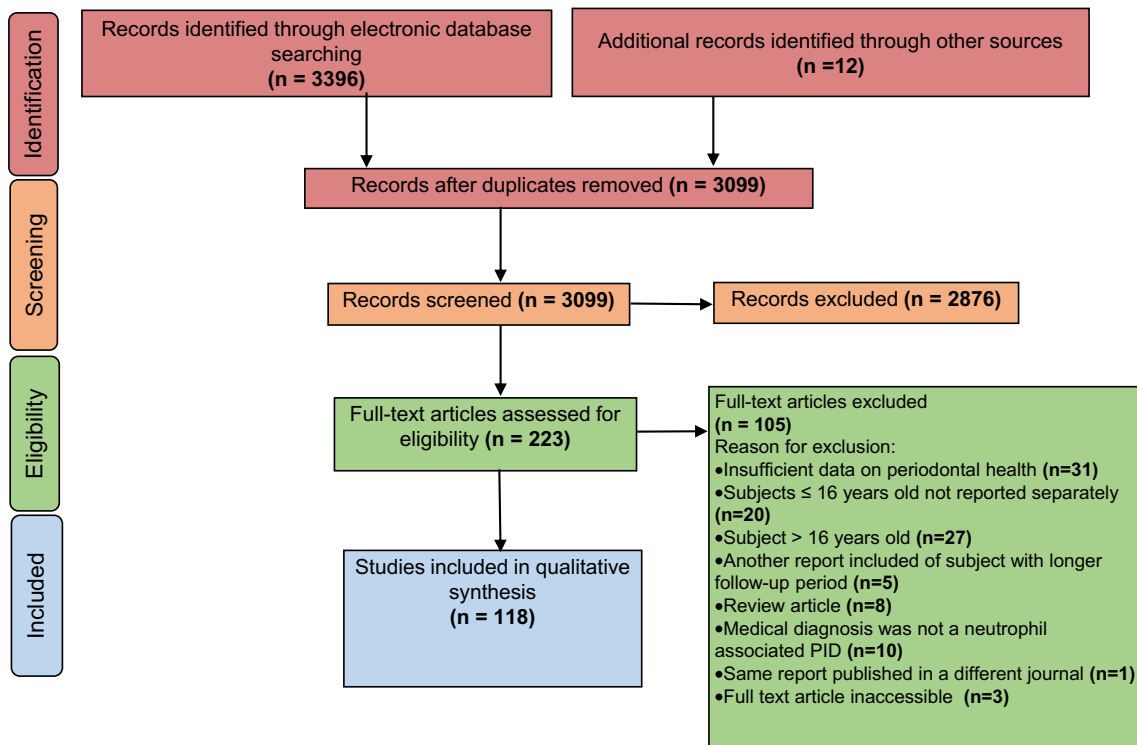 Identification
Records identified through electronic database
searching
(n = 3396)
Additional records identified through other sources
(n =12)
Records after duplicates removed (n = 3099)
Screening
Records screened (n = 3099)
Records excluded (n = 2876)
Eligibility
Full-text articles assessed for
eligibility (n = 223)
Full-text articles excluded
(n = 105)
Reason for exclusion:
•Insufficient data on periodontal health (n=31)
•Subjects ≤ 16 years old not reported separately
(n=20)
•Subject > 16 years old (n=27)
•Another report included of subject with longer
follow-up period (n=5)
•Review article (n=8)
•Medical diagnosis was not a neutrophil
associated PID (n=10)
•Same report published in a different journal (n=1)
•Full text article inaccessible (n=3)
Included
Studies included in qualitative
synthesis
(n = 118)